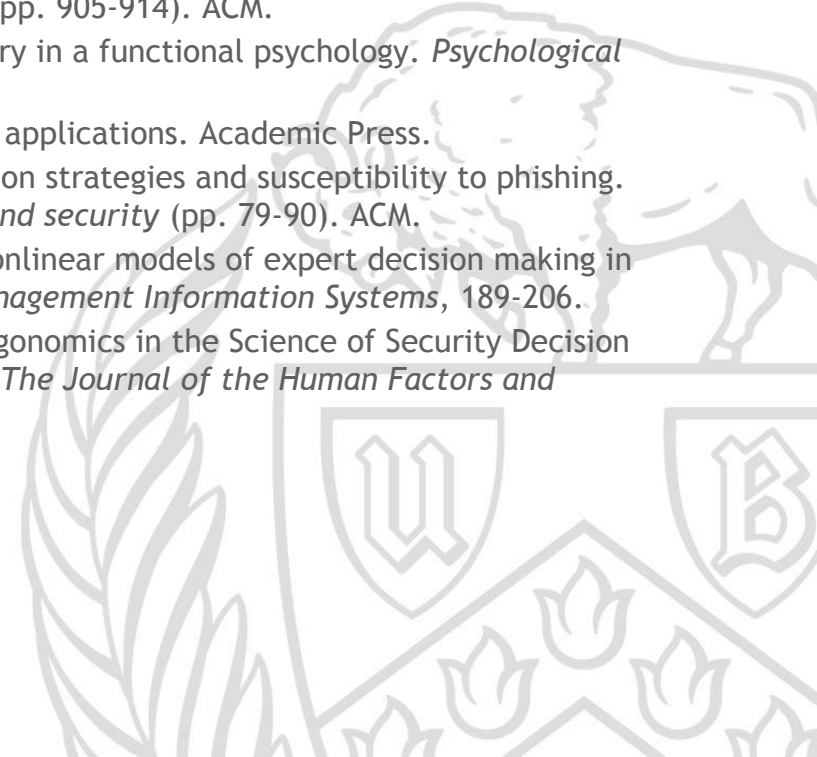 pp. 905-914). ACM.
ry in a functional psychology. Psychological
applications. Academic Press.
on strategies and susceptibility to phishing.
nd security (pp. 79-90). ACM.
onlinear models of expert decision making in
nagement Information Systems, 189-206.
gonomics in the Science of Security Decision
The Journal of the Human Factors and
U B